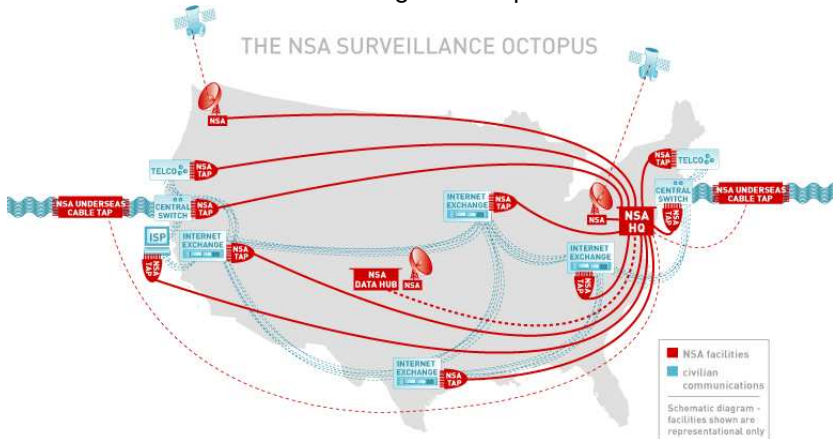 THE NSA SURVEILLANCE OCTOPUS
NSA
TELCO
NSA
TAP
NSA
TAP
TELCO
NSA UNDERSEAS
CABLE TAP
CENTRAL
SWITCH
NSA
TAP
INTERNET
EXCHANGE
NSA
TAP
NSA
NSA
HQ
NSA
TAP
CENTRAL
SWITCH
NSA UNDERSEAS
CABLE TAP
ISP
NSA
TAP
INTERNET
EXCHANGE
NSA
TAP
NSA
DATA HUB
NSA
INTERNET
EXCHANGE
NSA
TAP
INTERNET
EXCHANGE
NSA
TAP
NSA facilities
civilian
communications
Schematic diagram -
facilities shown are
representational only